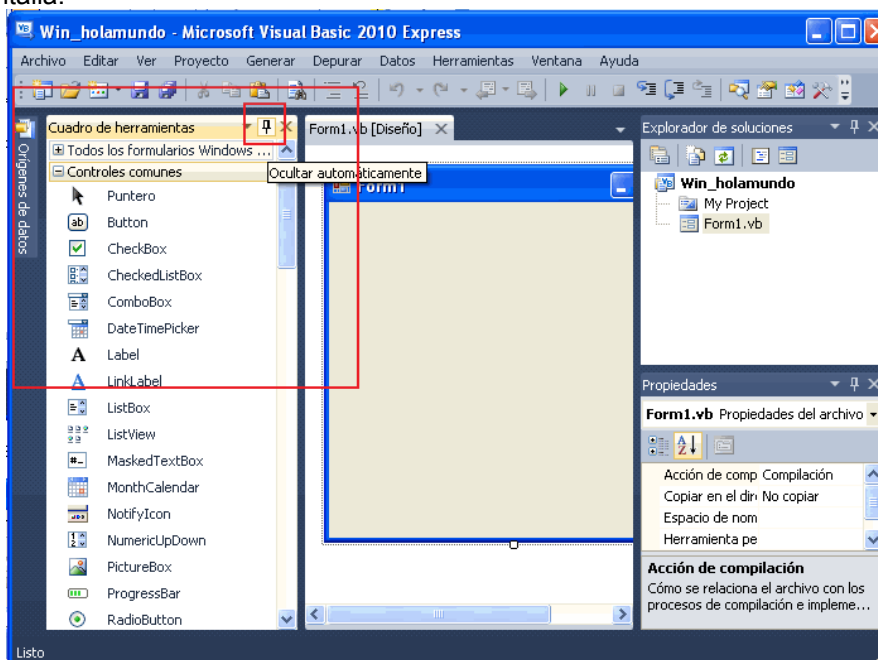 italla.
Win_holamundo - Microsoft Visual Basic 2010 Express
Archivo Editar Ver Proyecto Generar Depurar Datos Herramientas Ventana Ayuda
Orígenes de datos
Cuadro de herramientas
Todos los formularios Windows ...
Controles comunes
Puntero
Button
CheckBox
CheckedListBox
ComboBox
DateTimePicker
Label
LinkLabel
ListBox
ListView
MaskedTextBox
MonthCalendar
NotifyIcon
NumericUpDown
PictureBox
ProgressBar
RadioButton
Form1.vb [Diseño]
Ocultar automáticamente
Form1
Explorador de soluciones
Win_holamundo
My Project
Form1.vb
Propiedades
Form1.vb Propiedades del archivo
Acción de comp Compilación
Copiar en el dir No copiar
Espacio de nom
Herramienta pe
Acción de compilación
Cómo se relaciona el archivo con los
procesos de compilación e impleme...
Listo